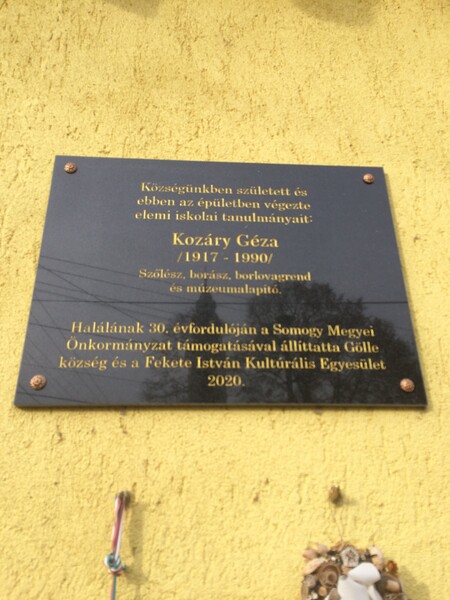 Községünkben született és
ebben az épületben végezte
elemi iskolai tanulmányait:
Kozáry Géza
/1917 - 1990/
Szőlész, borász, borlovagrend
és múzeumalapító.
Halálának 30. évfordulóján a Somogy Megyei
Önkormányzat támogatásával állíttatta Gölle
község és a Fekete István Kultúrális Egyesület
2020.